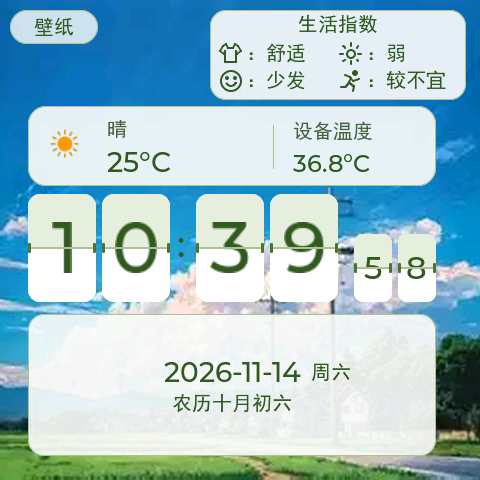 壁纸
生活指数
：舒适 ：弱
：少发 ：较不宜
晴
25°C
设备温度
36.8°C
10:39 58
2026-11-14 周六
农历十月初六